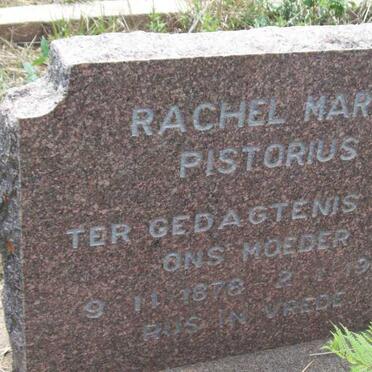 RACHEL MAR
PISTORIUS
TER GEDAGTENIS
ONS MOEDER
9 11 1878 2
RUS IN VREDE